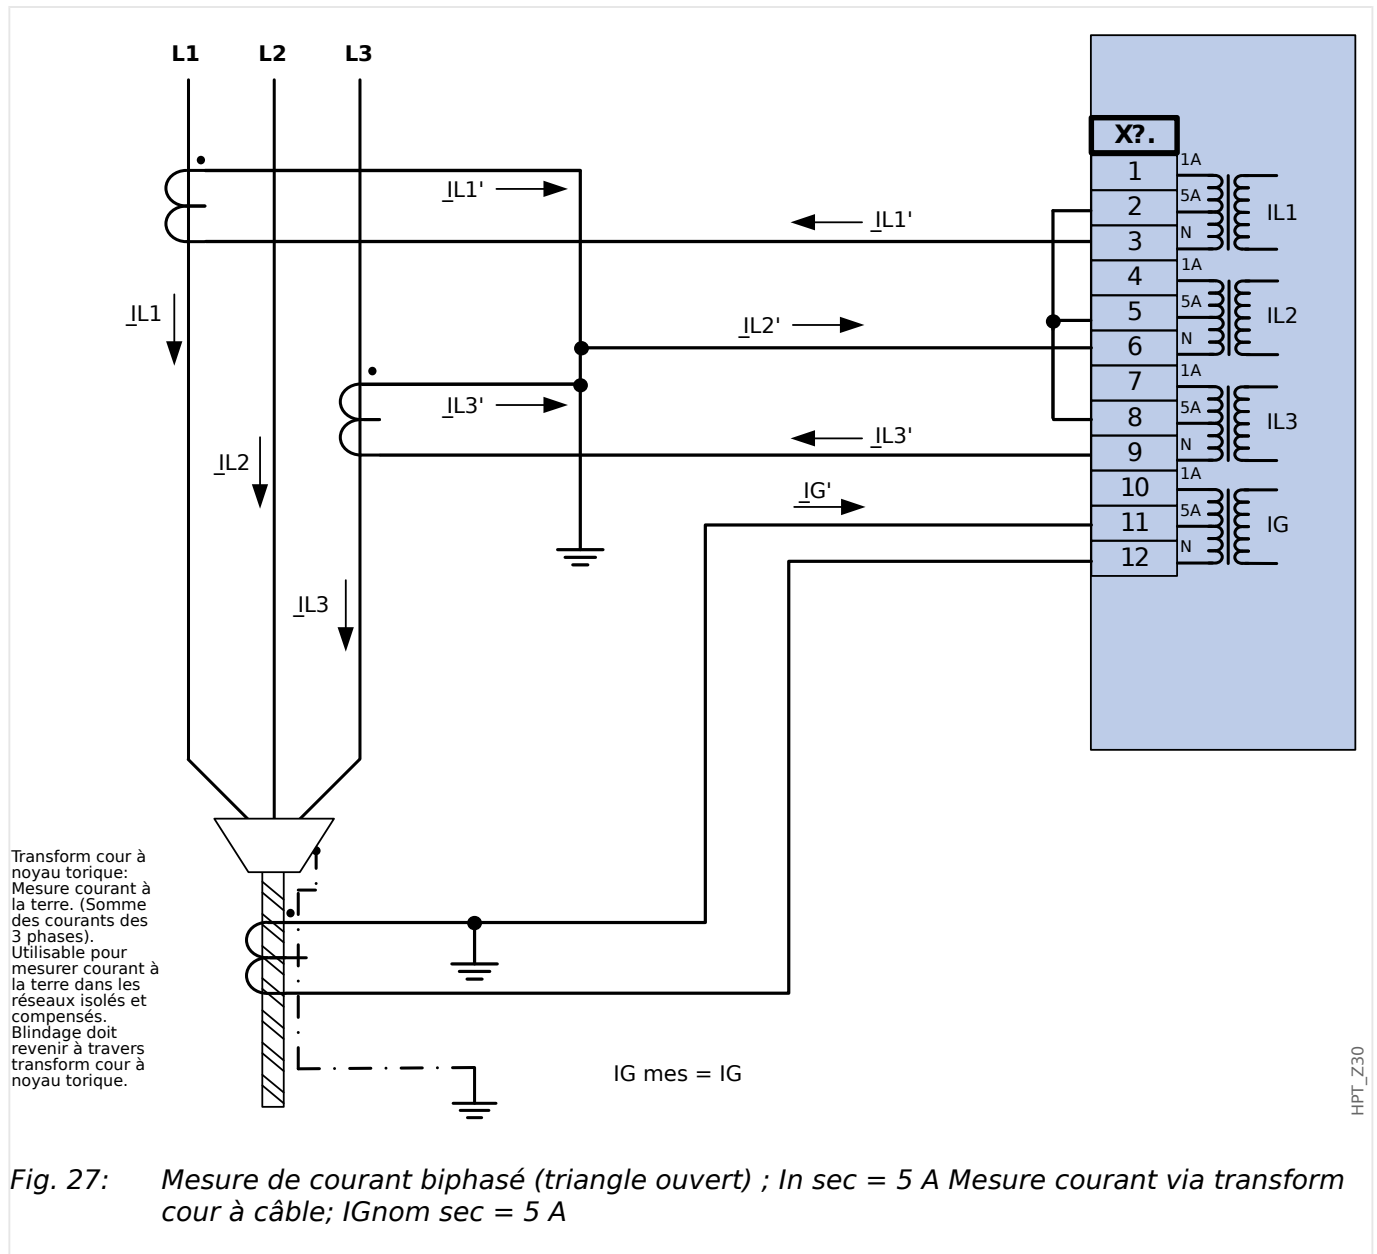 L1 L2 L3
X?.
1 1A
2 5A IL1
3 N
4 1A
5 5A IL2
6 N
7 1A
8 5A IL3
9 N
10 1A
11 5A IG
12 N
IL1'
IL1'
IL1
IL2'
IL3'
IL3'
IL2
IG'
IL3
Transform cour à
noyau torique:
Mesure courant à
la terre. (Somme
des courants des
3 phases).
Utilisable pour
mesurer courant à
la terre dans les
réseaux isolés et
compensés.
Blindage doit
revenir à travers
transform cour à
noyau torique.
IG mes = IG
HPT_Z30
Fig. 27: Mesure de courant biphasé (triangle ouvert) ; In sec = 5 A Mesure courant via transform
cour à câble; IGnom sec = 5 A